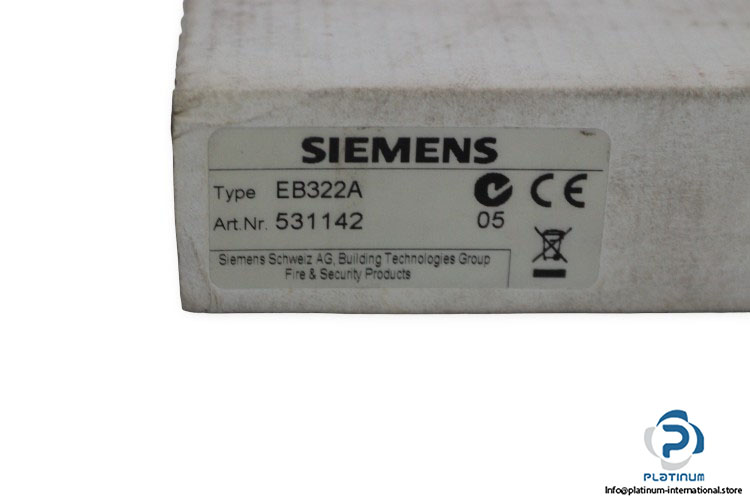 SIEMENS
Type EB322A
Art.Nr. 531142
05
CE
Siemens Schweiz AG, Building Technologies Group
Fire & Security Products
PLATINUM
Info@platinum-international.store